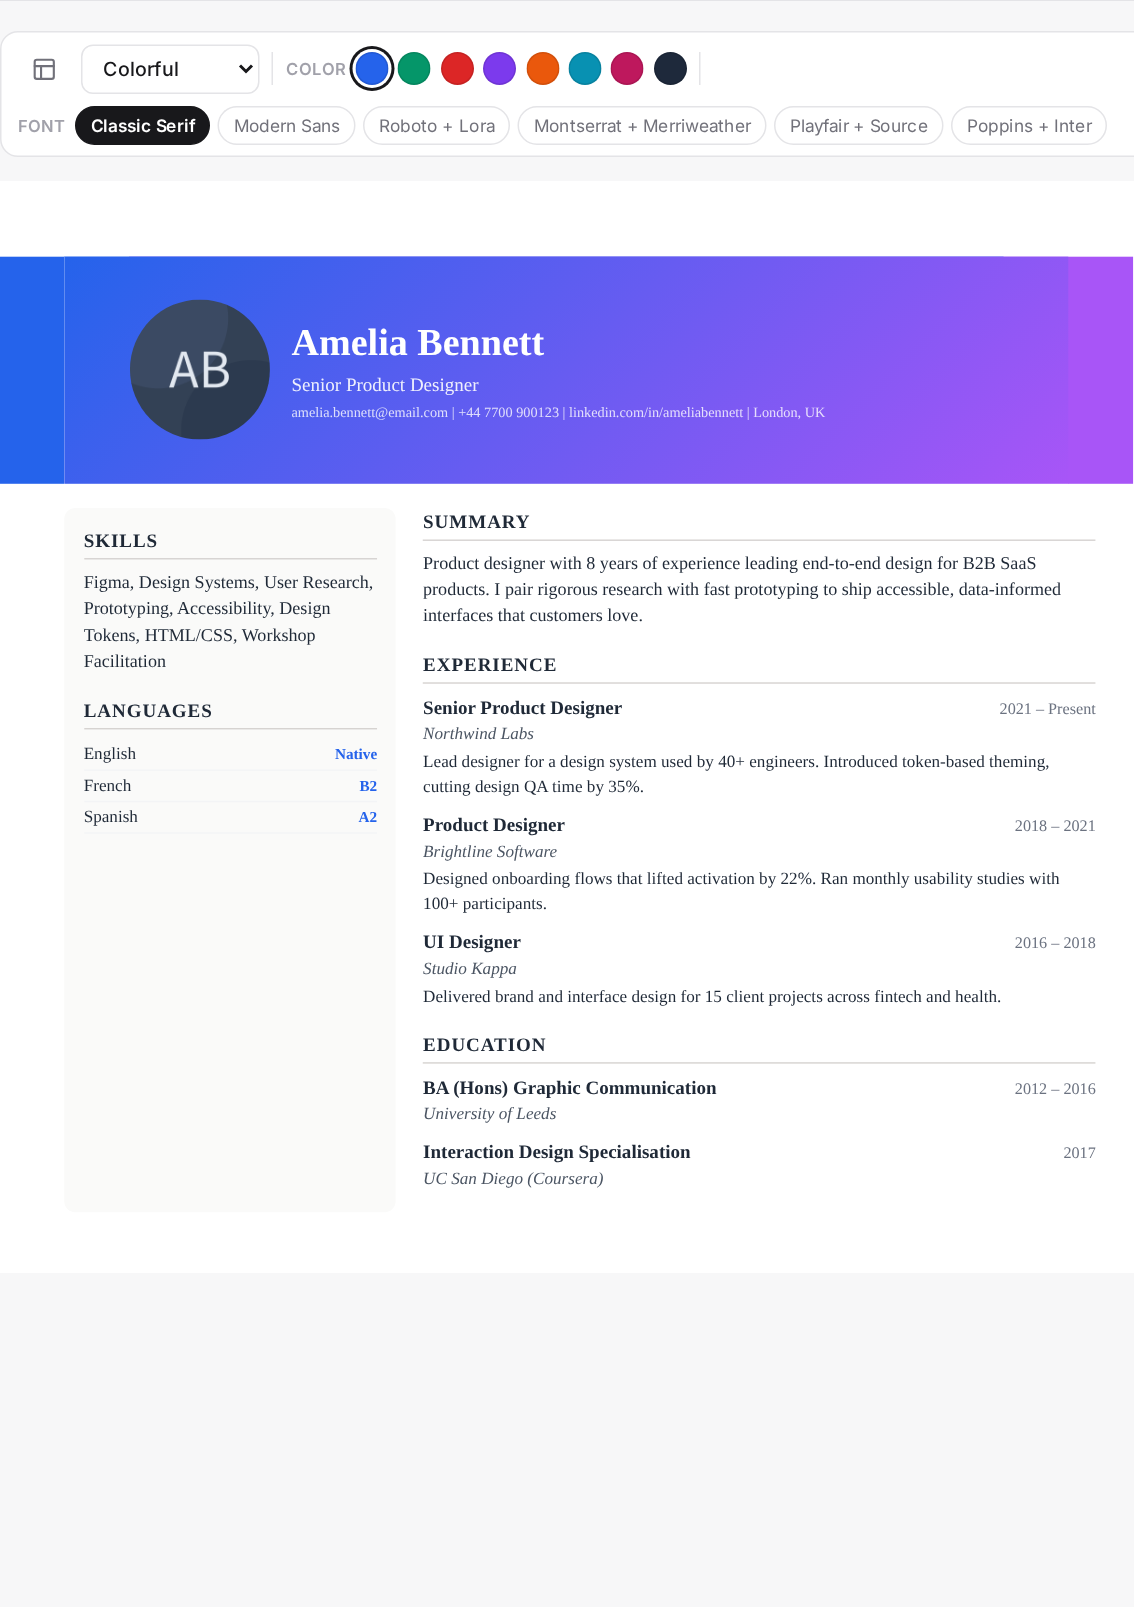 Colorful
COLOR
FONT
Classic Serif
Modern Sans
Roboto + Lora
Montserrat + Merriweather
Playfair + Source
Poppins + Inter
AB
Amelia Bennett
Senior Product Designer
amelia.bennett@email.com | +44 7700 900123 | linkedin.com/in/ameliabennett | London, UK
SKILLS
Figma, Design Systems, User Research,
Prototyping, Accessibility, Design
Tokens, HTML/CSS, Workshop
Facilitation
LANGUAGES
English Native
French B2
Spanish A2
SUMMARY
Product designer with 8 years of experience leading end-to-end design for B2B SaaS
products. I pair rigorous research with fast prototyping to ship accessible, data-informed
interfaces that customers love.
EXPERIENCE
Senior Product Designer 2021 – Present
Northwind Labs
Lead designer for a design system used by 40+ engineers. Introduced token-based theming,
cutting design QA time by 35%.
Product Designer 2018 – 2021
Brightline Software
Designed onboarding flows that lifted activation by 22%. Ran monthly usability studies with
100+ participants.
UI Designer 2016 – 2018
Studio Kappa
Delivered brand and interface design for 15 client projects across fintech and health.
EDUCATION
BA (Hons) Graphic Communication 2012 – 2016
University of Leeds
Interaction Design Specialisation 2017
UC San Diego (Coursera)